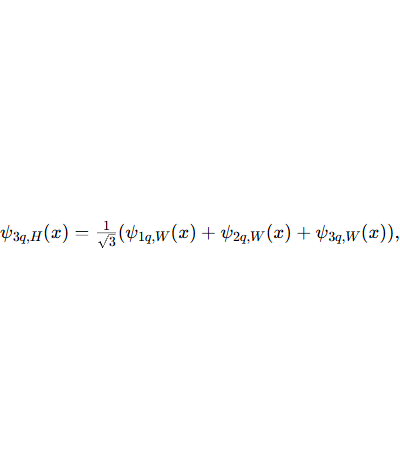 ψ_{3q,H}(x) = \frac{1}{\sqrt{3}}(ψ_{1q,W}(x) + ψ_{2q,W}(x) + ψ_{3q,W}(x)),